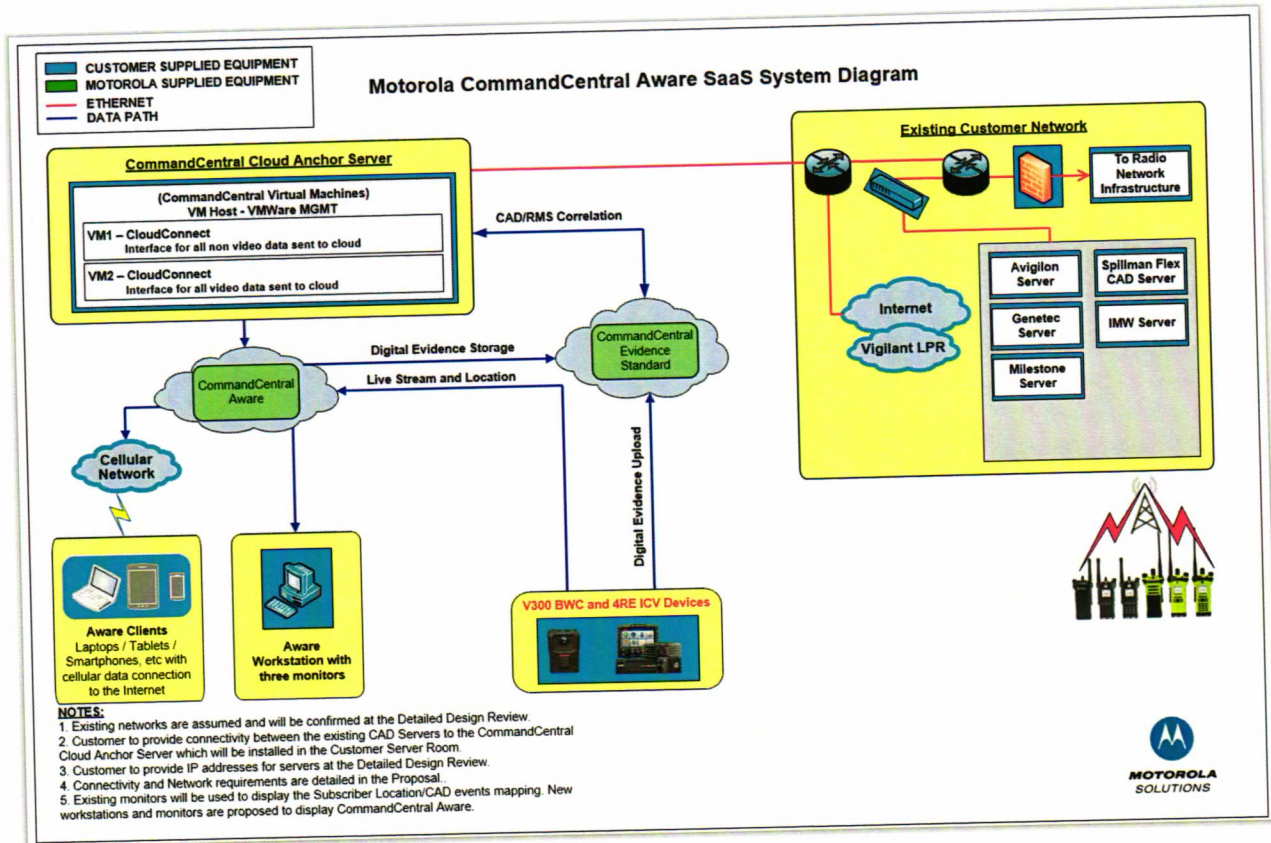 CUSTOMER SUPPLIED EQUIPMENT
MOTOROLA SUPPLIED EQUIPMENT
ETHERNET
DATA PATH
Motorola CommandCentral Aware SaaS System Diagram
CommandCentral Cloud Anchor Server
(CommandCentral Virtual Machines)
VM Host - VMWare MGMT
VM1 – CloudConnect
Interface for all non video data sent to cloud
VM2 – CloudConnect
Interface for all video data sent to cloud
CAD/RMS Correlation
Existing Customer Network
To Radio
Network
Infrastructure
Internet
Vigilant LPR
Avigilon
Server
Spillman Flex
CAD Server
Genetec
Server
IMW Server
Milestone
Server
CommandCentral
Aware
Digital Evidence Storage
Live Stream and Location
CommandCentral
Evidence
Standard
Digital Evidence Upload
Cellular
Network
Aware Clients
Laptops / Tablets /
Smartphones, etc with
cellular data connection
to the Internet
Aware
Workstation with
three monitors
V300 BWC and 4RE ICV Devices
NOTES:
1. Existing networks are assumed and will be confirmed at the Detailed Design Review.
2. Customer to provide connectivity between the existing CAD Servers to the CommandCentral
Cloud Anchor Server which will be installed in the Customer Server Room.
3. Customer to provide IP addresses for servers at the Detailed Design Review.
4. Connectivity and Network requirements are detailed in the Proposal..
5. Existing monitors will be used to display the Subscriber Location/CAD events mapping. New
workstations and monitors are proposed to display CommandCentral Aware.
MOTOROLA
SOLUTIONS